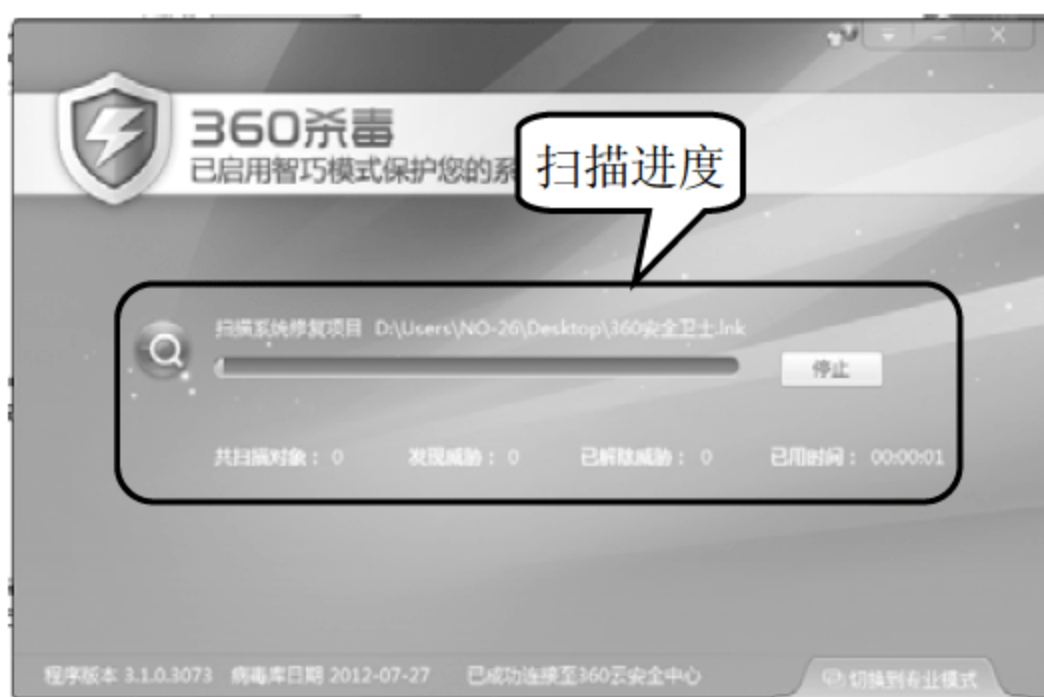 360杀毒
已启用智巧模式保护您的系
扫描进度
扫描系统修复项目 D:\Users\NO-26\Desktop\360安全卫士.lnk
停止
共扫描对象：0 发现威胁：0 已解除威胁：0 已用时间：00:00:01
程序版本 3.1.0.3073 病毒库日期 2012-07-27 已成功连接至360云安全中心 切换到专业模式